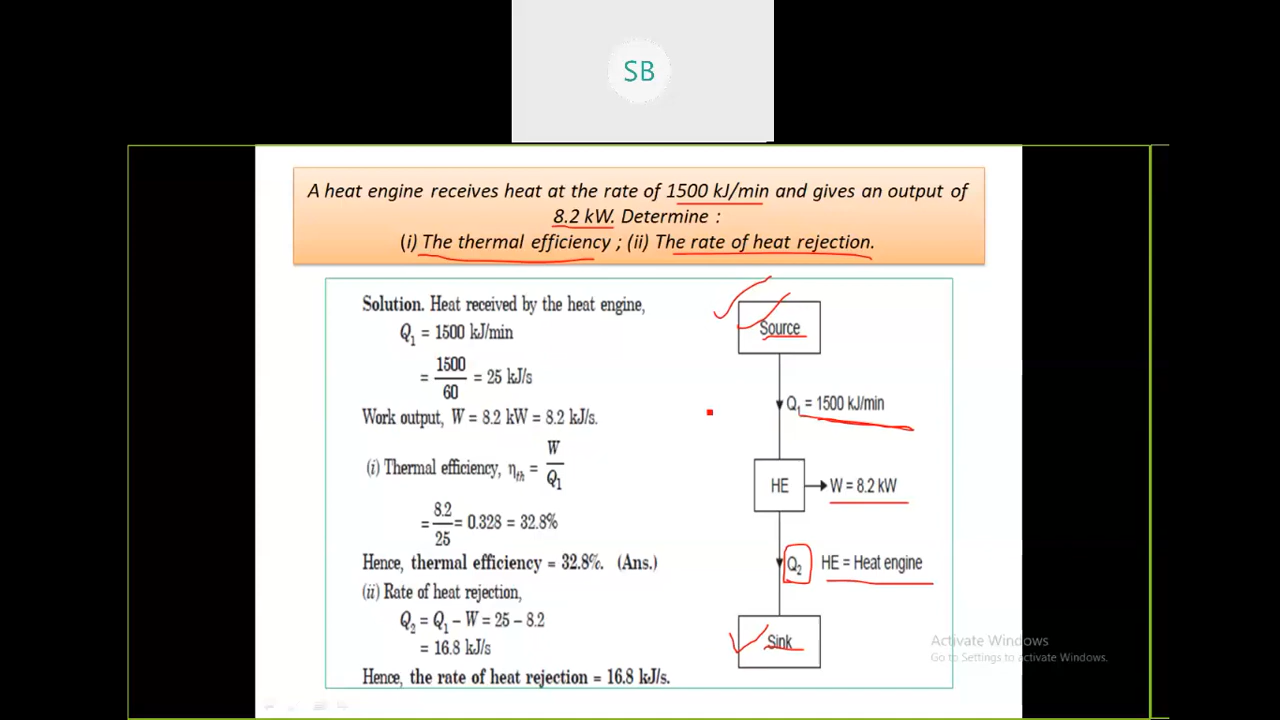 SB
A heat engine receives heat at the rate of 1500 kJ/min and gives an output of
8.2 kW. Determine :
(i) The thermal efficiency ; (ii) The rate of heat rejection.
Solution. Heat received by the heat engine,
Q1 = 1500 kJ/min
= 1500/60 = 25 kJ/s
Work output, W = 8.2 kW = 8.2 kJ/s.
(i) Thermal efficiency, ηth = W/Q1
= 8.2/25 = 0.328 = 32.8%
Hence, thermal efficiency = 32.8%. (Ans.)
(ii) Rate of heat rejection,
Q2 = Q1 – W = 25 – 8.2
= 16.8 kJ/s
Hence, the rate of heat rejection = 16.8 kJ/s.
Source
Q1 = 1500 kJ/min
HE
W = 8.2 kW
Q2
HE = Heat engine
Sink
Activate Windows
Go to Settings to activate Windows.